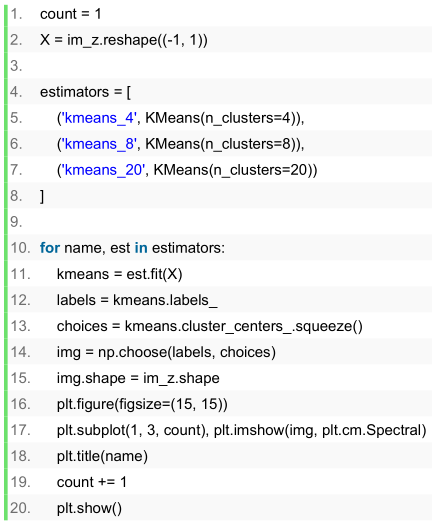 1. count = 1
2. X = im_z.reshape((-1, 1))
3.
4. estimators = [
5. ('kmeans_4', KMeans(n_clusters=4)),
6. ('kmeans_8', KMeans(n_clusters=8)),
7. ('kmeans_20', KMeans(n_clusters=20))
8. ]
9.
10. for name, est in estimators:
11. kmeans = est.fit(X)
12. labels = kmeans.labels_
13. choices = kmeans.cluster_centers_.squeeze()
14. img = np.choose(labels, choices)
15. img.shape = im_z.shape
16. plt.figure(figsize=(15, 15))
17. plt.subplot(1, 3, count), plt.imshow(img, plt.cm.Spectral)
18. plt.title(name)
19. count += 1
20. plt.show()